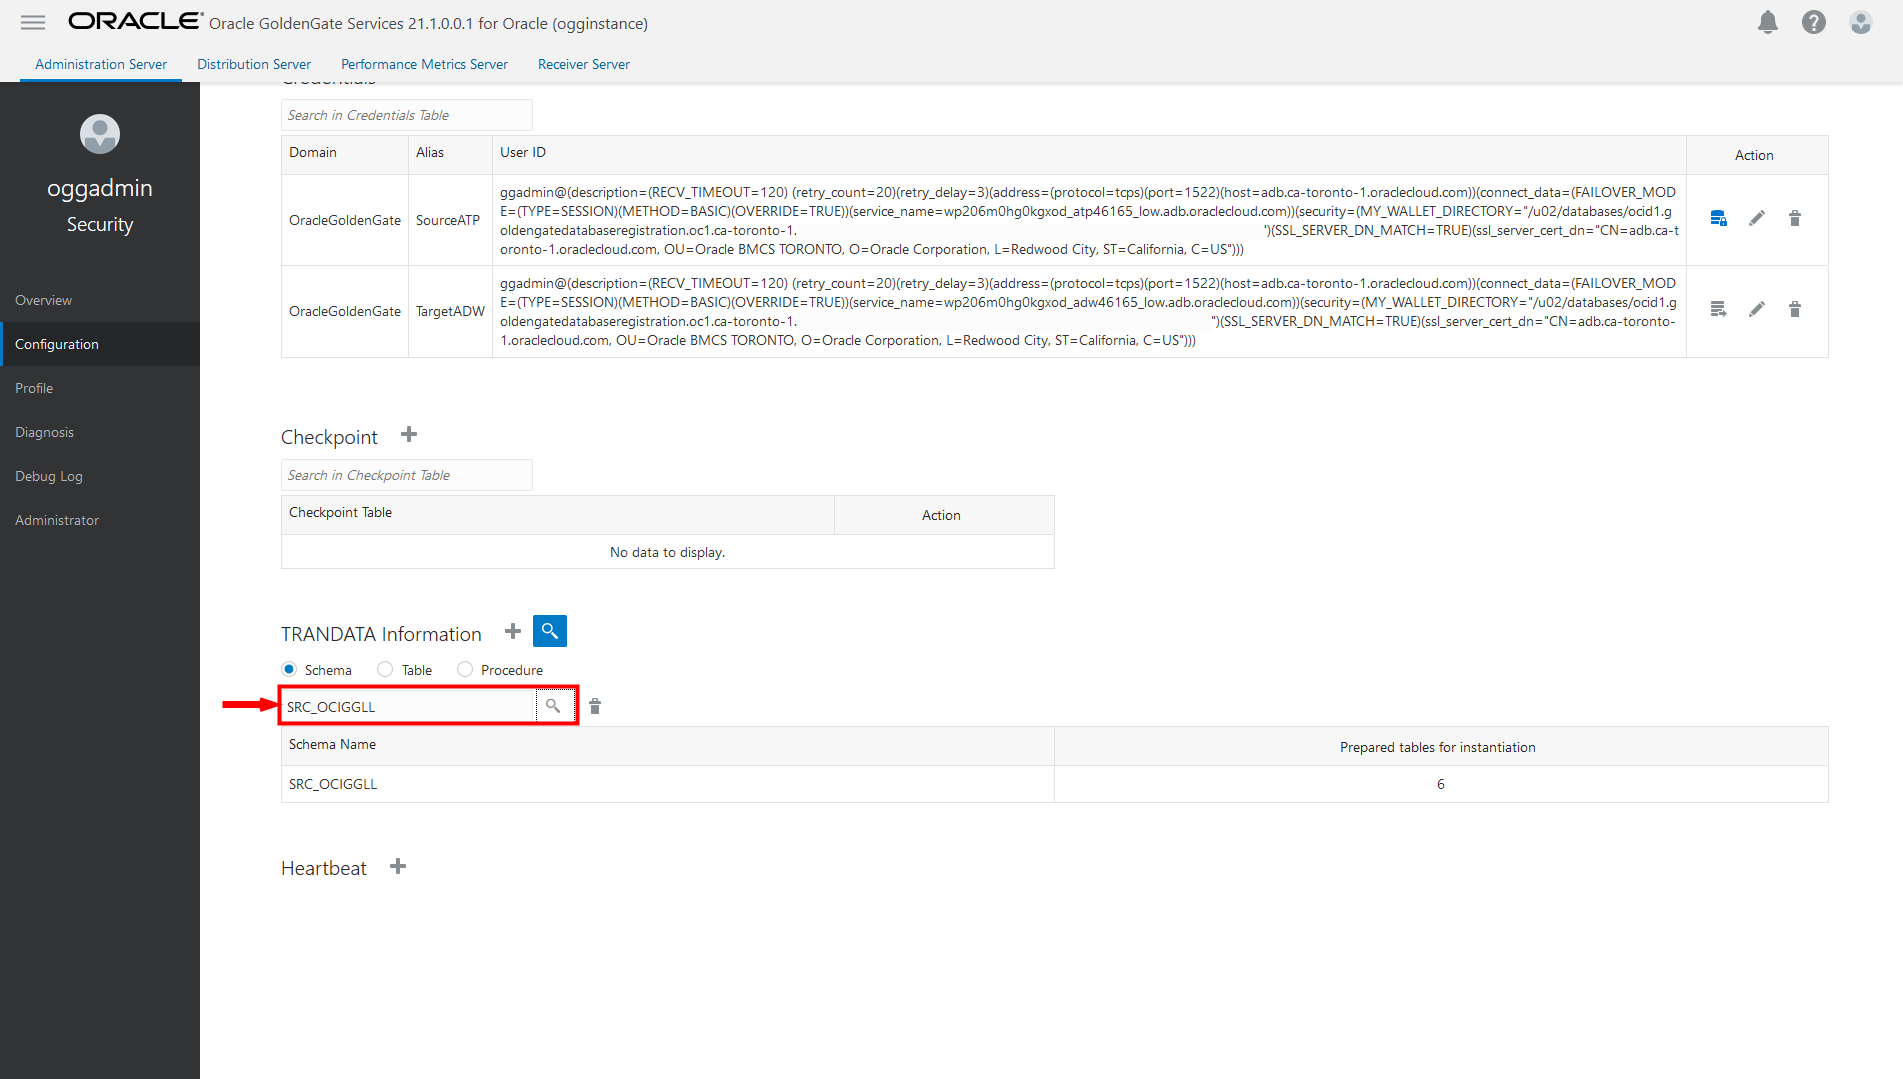 ORACLE Oracle GoldenGate Services 21.1.0.0.1 for Oracle (ogginstance)
Administration Server Distribution Server Performance Metrics Server Receiver Server
oggadmin
Security
Overview
Configuration
Profile
Diagnosis
Debug Log
Administrator
Credentials
Search in Credentials Table
Domain Alias User ID Action
OracleGoldenGate SourceATP
ggadmin@(description=(RECV_TIMEOUT=120) (retry_count=20)(retry_delay=3)(address=(protocol=tcps)(port=1522)(host=adb.ca-toronto-1.oraclecloud.com))(connect_data=(FAILOVER_MOD
E=(TYPE=SESSION)(METHOD=BASIC)(OVERRIDE=TRUE))(service_name=wp206m0hg0kgxod_atp46165_low.adb.oraclecloud.com))(security=(MY_WALLET_DIRECTORY="/u02/databases/ocid1.g
oldengatedatabaseregistration.oc1.ca-toronto-1. ")(SSL_SERVER_DN_MATCH=TRUE)(ssl_server_cert_dn="CN=adb.ca-t
oronto-1.oraclecloud.com, OU=Oracle BMCS TORONTO, O=Oracle Corporation, L=Redwood City, ST=California, C=US")))
OracleGoldenGate TargetADW
ggadmin@(description=(RECV_TIMEOUT=120) (retry_count=20)(retry_delay=3)(address=(protocol=tcps)(port=1522)(host=adb.ca-toronto-1.oraclecloud.com))(connect_data=(FAILOVER_MOD
E=(TYPE=SESSION)(METHOD=BASIC)(OVERRIDE=TRUE))(service_name=wp206m0hg0kgxod_adw46165_low.adb.oraclecloud.com))(security=(MY_WALLET_DIRECTORY="/u02/databases/ocid1.g
oldengatedatabaseregistration.oc1.ca-toronto-1. ")(SSL_SERVER_DN_MATCH=TRUE)(ssl_server_cert_dn="CN=adb.ca-toronto-
1.oraclecloud.com, OU=Oracle BMCS TORONTO, O=Oracle Corporation, L=Redwood City, ST=California, C=US")))
Checkpoint
Search in Checkpoint Table
Checkpoint Table Action
No data to display.
TRANDATA Information
Schema Table Procedure
SRC_OCIGGLL
Schema Name Prepared tables for instantiation
SRC_OCIGGLL 6
Heartbeat